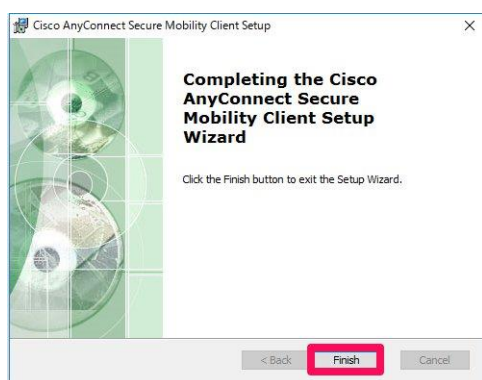 Cisco AnyConnect Secure Mobility Client Setup
Completing the Cisco
AnyConnect Secure
Mobility Client Setup
Wizard
Click the Finish button to exit the Setup Wizard.
< Back Finish Cancel